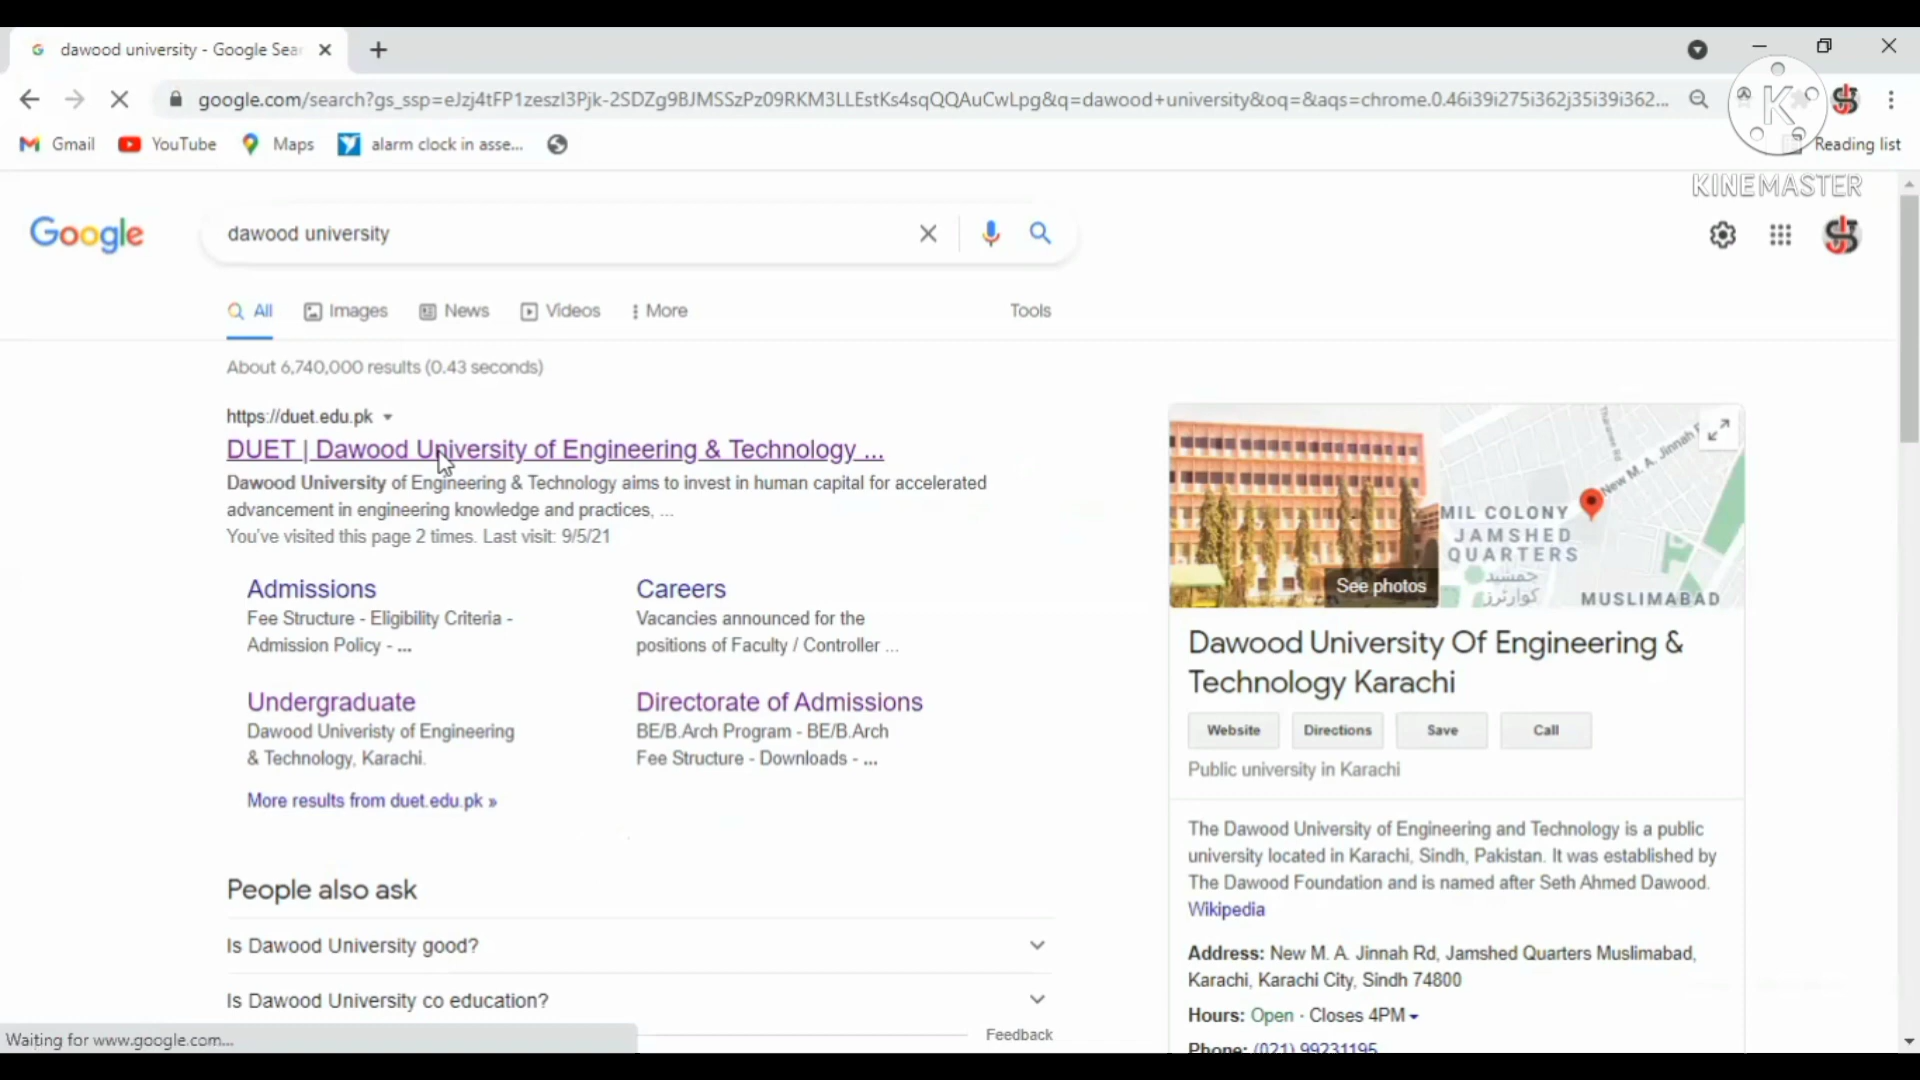 dawood university - Google Sea
google.com/search?gs_ssp=eJzj4tFP1zeszI3Pjk-2SDZg9BJMSSzPz09RKM3LLEstKs4sqQQAuCwLpg&q=dawood+university&oq=&aqs=chrome.0.46i39i275i362j35i39i362...
Gmail
YouTube
Maps
alarm clock in asse...
Reading list
K
KINEMASTER
Google
dawood university
All
Images
News
Videos
More
Tools
About 6,740,000 results (0.43 seconds)
https://duet.edu.pk
DUET | Dawood University of Engineering & Technology ...
Dawood University of Engineering & Technology aims to invest in human capital for accelerated
advancement in engineering knowledge and practices, ...
You've visited this page 2 times. Last visit: 9/5/21
Admissions
Fee Structure - Eligibility Criteria -
Admission Policy - ...
Careers
Vacancies announced for the
positions of Faculty / Controller ...
Undergraduate
Dawood Univeristy of Engineering
& Technology, Karachi.
Directorate of Admissions
BE/B.Arch Program - BE/B.Arch
Fee Structure - Downloads - ...
More results from duet.edu.pk »
People also ask
Is Dawood University good?
Is Dawood University co education?
Feedback
Waiting for www.google.com...
New M. A. Jinnah R
MIL COLONY
JAMSHED
QUARTERS
جمشید
کوارٹرز
MUSLIMABAD
See photos
Dawood University Of Engineering &
Technology Karachi
Website
Directions
Save
Call
Public university in Karachi
The Dawood University of Engineering and Technology is a public
university located in Karachi, Sindh, Pakistan. It was established by
The Dawood Foundation and is named after Seth Ahmed Dawood.
Wikipedia
Address: New M. A. Jinnah Rd, Jamshed Quarters Muslimabad,
Karachi, Karachi City, Sindh 74800
Hours: Open · Closes 4PM
Phone: (021) 99231195